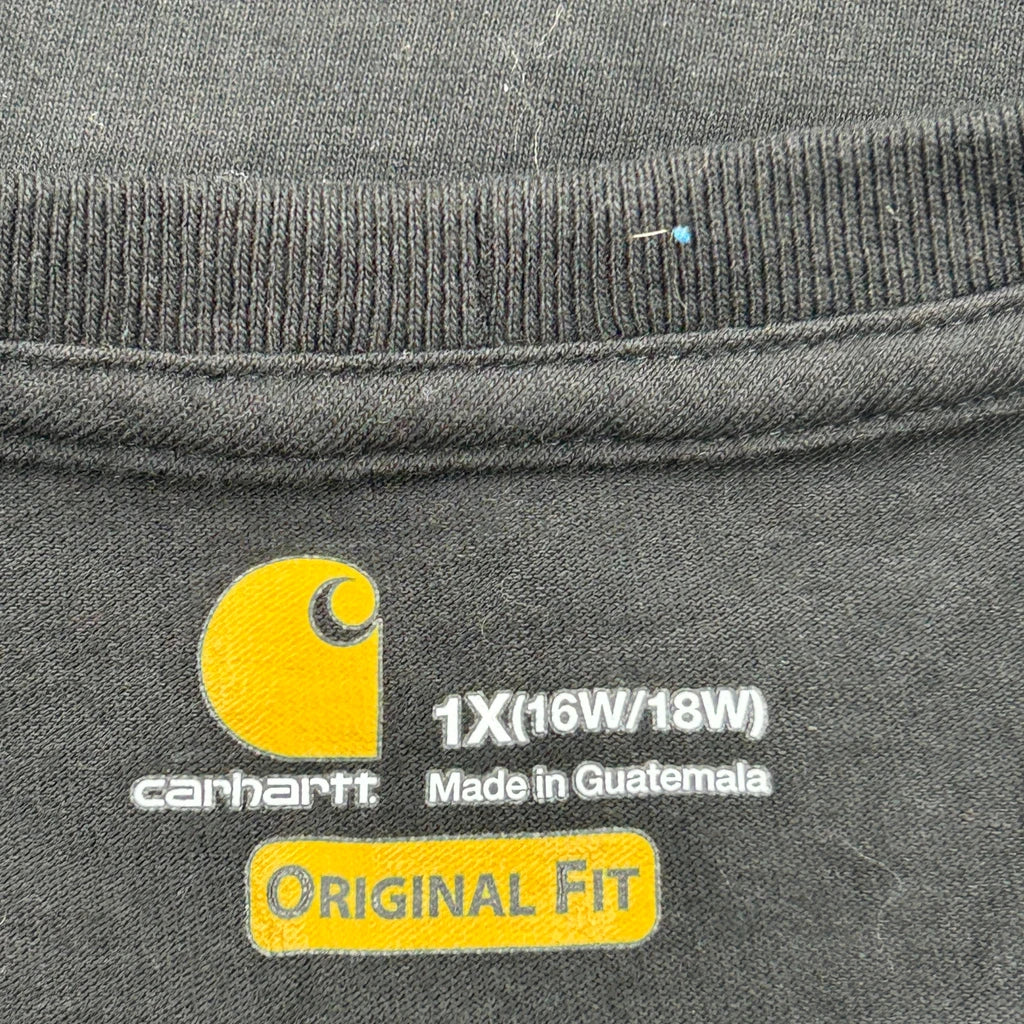 1X(16W/18W)
carhartt.
Made in Guatemala
ORIGINAL FIT